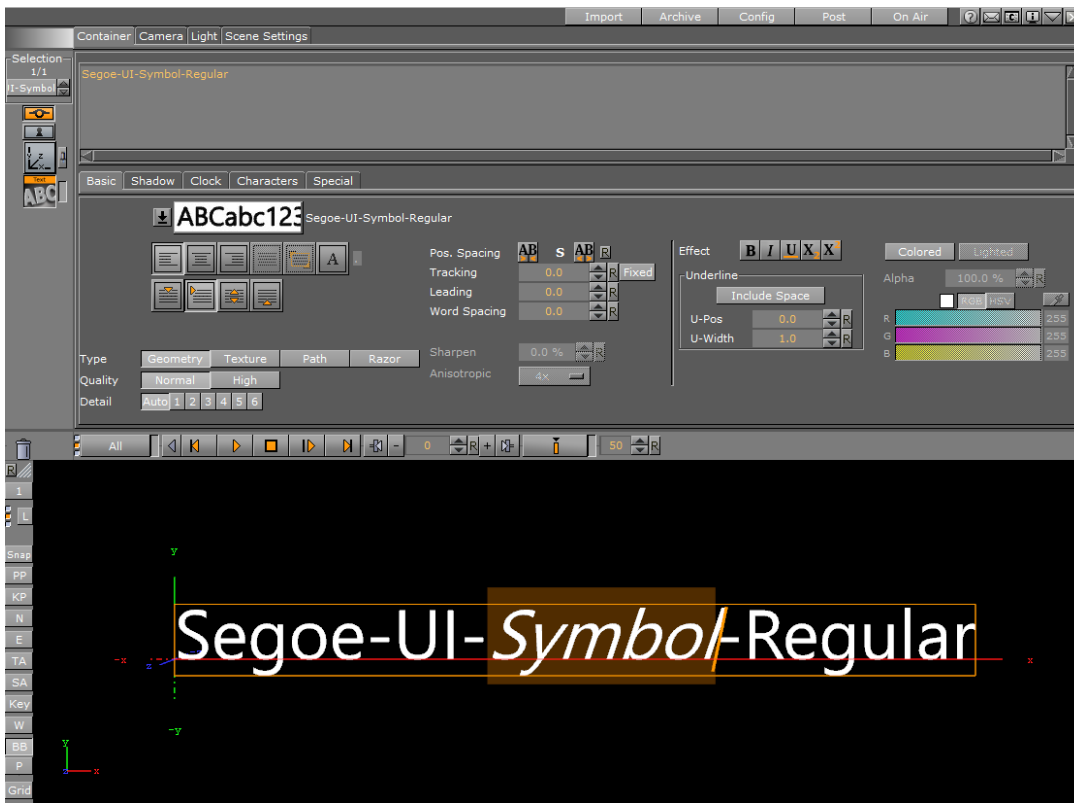 Import Archive Config Post On Air
Container Camera Light Scene Settings
Selection
1/1
UI-Symbol
Segoe-UI-Symbol-Regular
Text
ABC
Basic Shadow Clock Characters Special
ABCabc123 Segoe-UI-Symbol-Regular
A
Pos. Spacing AB S AB R
Tracking 0.0 R Fixed
Leading 0.0 R
Word Spacing 0.0 R
Sharpen 0.0 % R
Anisotropic 4x
Effect B I U X X
Underline
Include Space
U-Pos 0.0 R
U-Width 1.0 R
Colored Lighted
Alpha 100.0 % R
RGB HSV
R 255
G 255
B 255
Type Geometry Texture Path Razor
Quality Normal High
Detail Auto 1 2 3 4 5 6
All - 0 R + 50 R
R
1
L
Snap
PP
KP
N
E
TA
SA
Key
W
BB
P
Grid
y
Segoe-UI-Symbol-Regular
-x z x
-y
y
z x